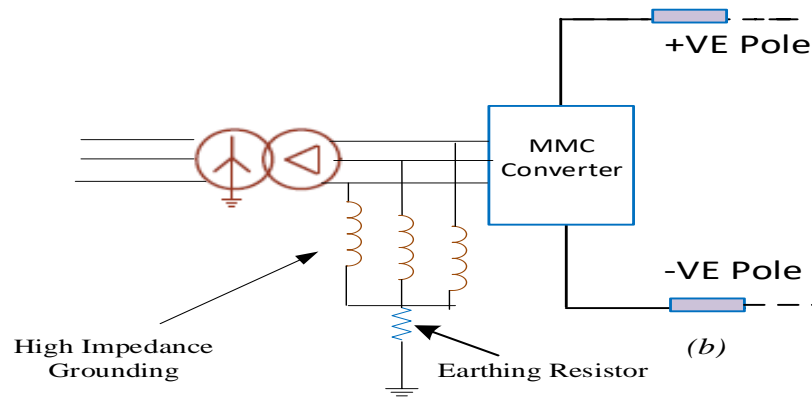 +VE Pole
MMC
Converter
-VE Pole
High Impedance
Grounding
Earthing Resistor
(b)